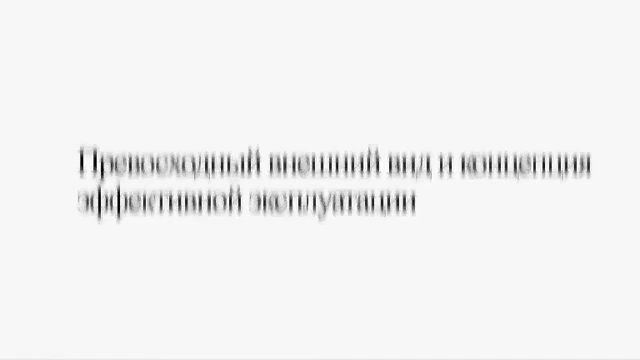 Превосходный внешний вид и концепция
эффективной эксплуатации